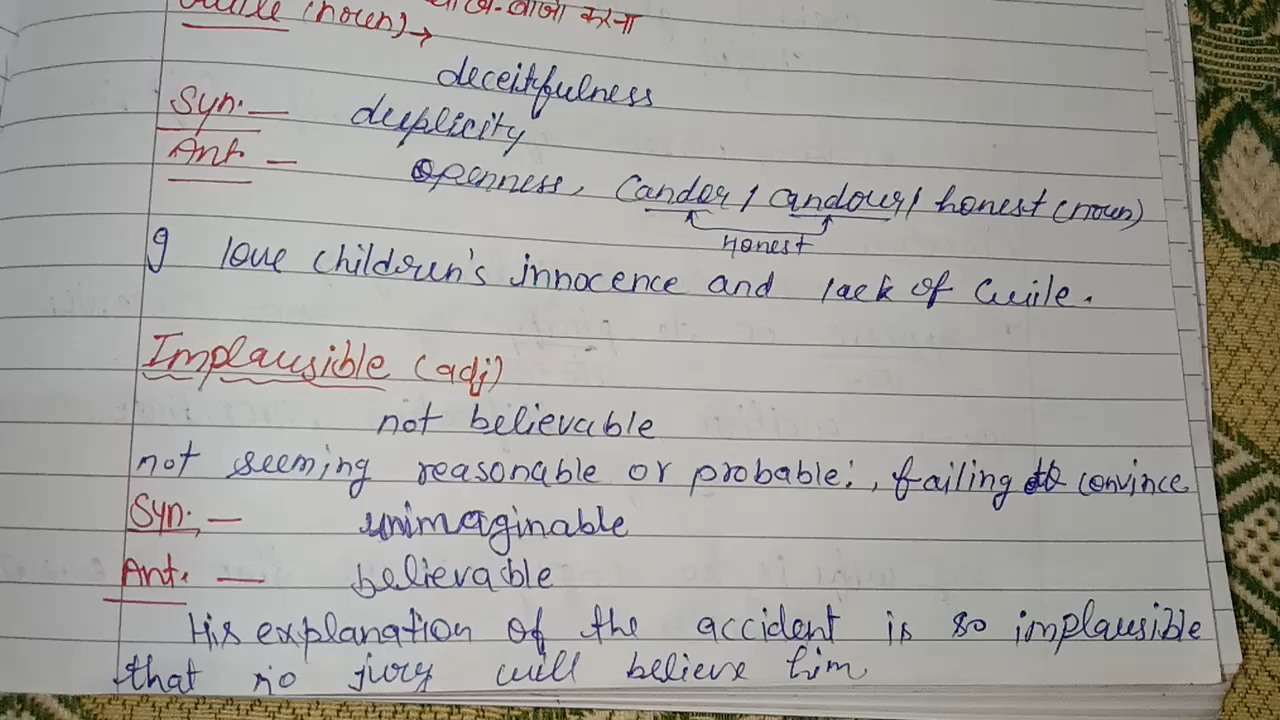 Guile (noun) → करना
deceitfulness
Syn. — duplicity
Ant. — openness, Candor / candour / honest (noun)
Honest
I love children's innocence and lack of Guile.
Implausible (adj)
not believable
not seeming reasonable or probable; , failing to convince
Syn. — unimaginable
Ant. — believable
His explanation of the accident is so implausible
that no jury will believe him